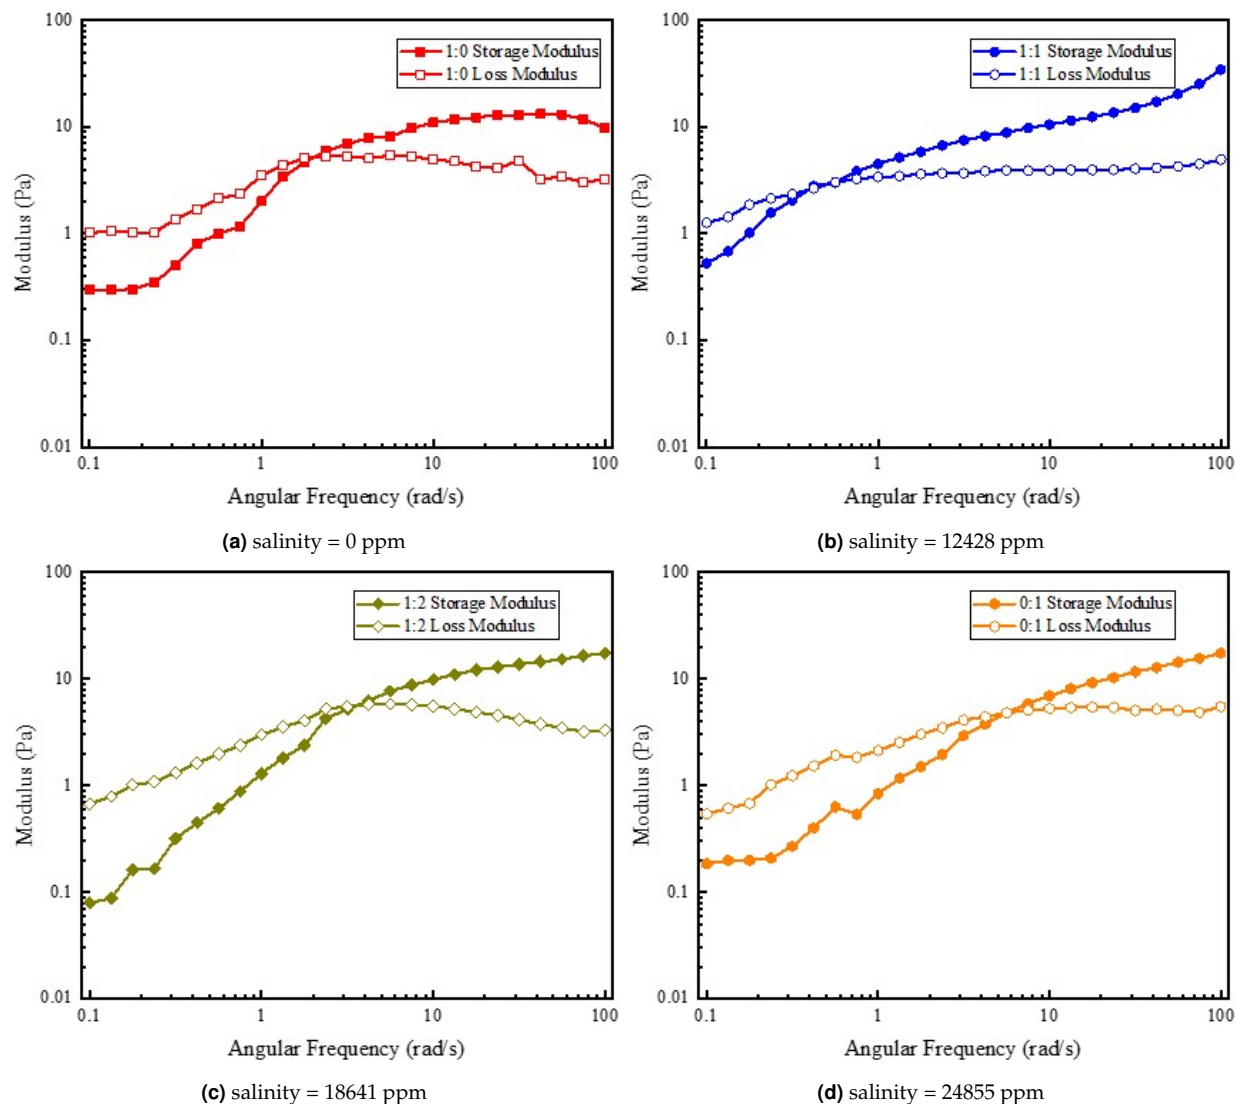 100
10
1
0.1
0.01
Modulus (Pa)
1:0 Storage Modulus
1:0 Loss Modulus
0.1 1 10 100
Angular Frequency (rad/s)
(a) salinity = 0 ppm
100
10
1
0.1
0.01
Modulus (Pa)
1:1 Storage Modulus
1:1 Loss Modulus
0.1 1 10 100
Angular Frequency (rad/s)
(b) salinity = 12428 ppm
100
10
1
0.1
0.01
Modulus (Pa)
1:2 Storage Modulus
1:2 Loss Modulus
0.1 1 10 100
Angular Frequency (rad/s)
(c) salinity = 18641 ppm
100
10
1
0.1
0.01
Modulus (Pa)
0:1 Storage Modulus
0:1 Loss Modulus
0.1 1 10 100
Angular Frequency (rad/s)
(d) salinity = 24855 ppm